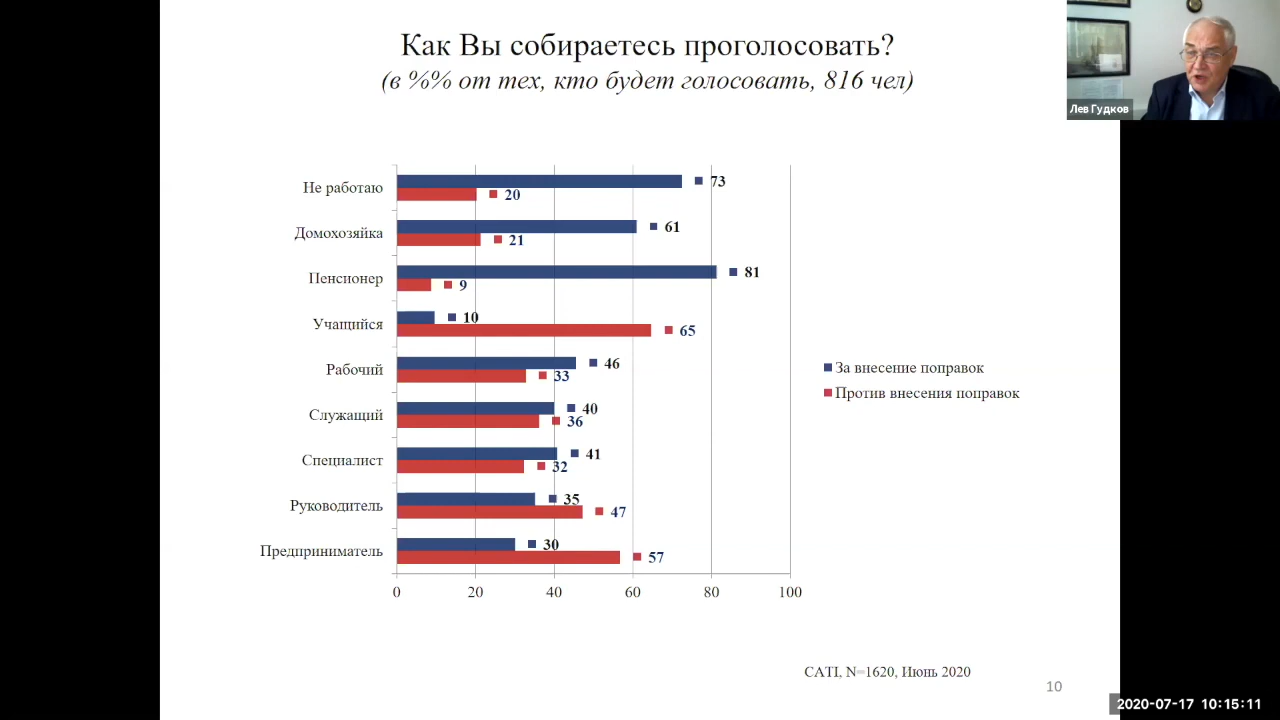 Как Вы собираетесь проголосовать?
(в %% от тех, кто будет голосовать, 816 чел)
Лев Гудков
Не работаю
73
20
Домохозяйка
61
21
Пенсионер
81
9
Учащийся
10
65
Рабочий
46
33
Служащий
40
36
Специалист
41
32
Руководитель
35
47
Предприниматель
30
57
0 20 40 60 80 100
За внесение поправок
Против внесения поправок
CATI, N=1620, Июнь 2020
10
2020-07-17 10:15:11